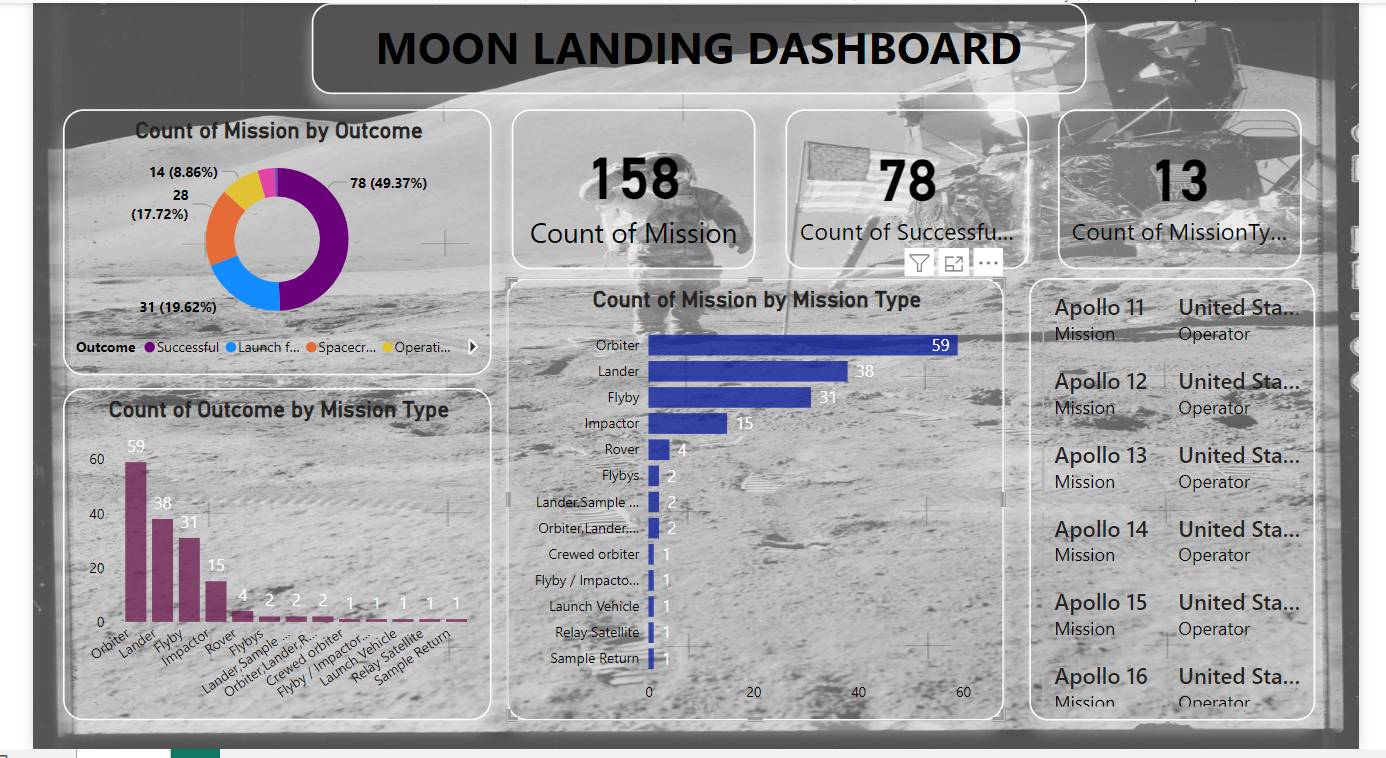 MOON LANDING DASHBOARD
Count of Mission by Outcome
14 (8.86%)
28
(17.72%)
78 (49.37%)
31 (19.62%)
Outcome Successful Launch f... Spacecr... Operati...
158
Count of Mission
78
Count of Successfu...
13
Count of MissionTy...
Count of Outcome by Mission Type
60
40
20
0
59
38
31
15
4
2
2
2
1
1
1
1
1
Orbiter
Lander
Flyby
Impactor
Rover
Flybys
Lander,Sample ...
Orbiter,Lander,R...
Crewed orbiter
Flyby / Impactor...
Launch Vehicle
Relay Satellite
Sample Return
Count of Mission by Mission Type
Orbiter 59
Lander 38
Flyby 31
Impactor 15
Rover 4
Flybys 2
Lander,Sample ... 2
Orbiter,Lander,... 2
Crewed orbiter 1
Flyby / Impacto... 1
Launch Vehicle 1
Relay Satellite 1
Sample Return 1
0 20 40 60
Apollo 11 United Sta...
Mission Operator
Apollo 12 United Sta...
Mission Operator
Apollo 13 United Sta...
Mission Operator
Apollo 14 United Sta...
Mission Operator
Apollo 15 United Sta...
Mission Operator
Apollo 16 United Sta...
Mission Operator